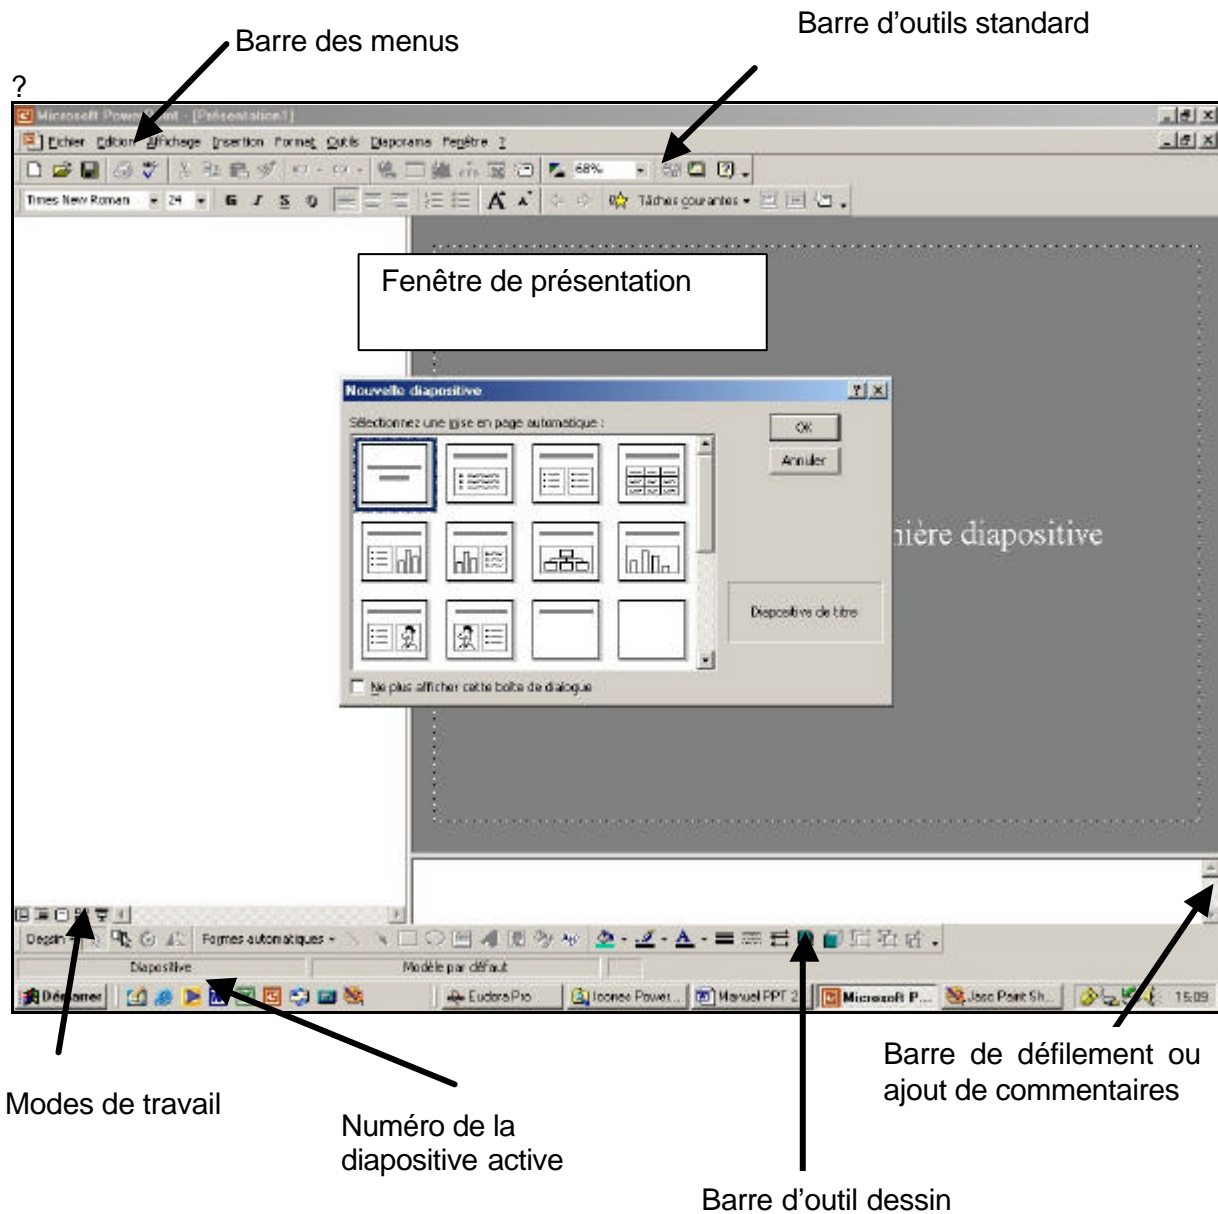 Barre des menus
Barre d’outils standard
?
Microsoft PowerPoint - [Présentation1]
Fichier Edition Affichage Insertion Format Outils Diaporama Fenêtre ?
68%
Times New Roman 24 G I S Tâches courantes
Fenêtre de présentation
Nouvelle diapositive
Sélectionnez une mise en page automatique :
OK
Annuler
nière diapositive
Diapositive de titre
Ne plus afficher cette boîte de dialogue
Dessin Formes automatiques
Diapositive Modèle par défaut
Démarrer Eudora Pro Icones Power... Manuel PPT 2 Microsoft P... Jasc Paint Sh... 15:09
Modes de travail
Numéro de la
diapositive active
Barre de défilement ou
ajout de commentaires
Barre d’outil dessin